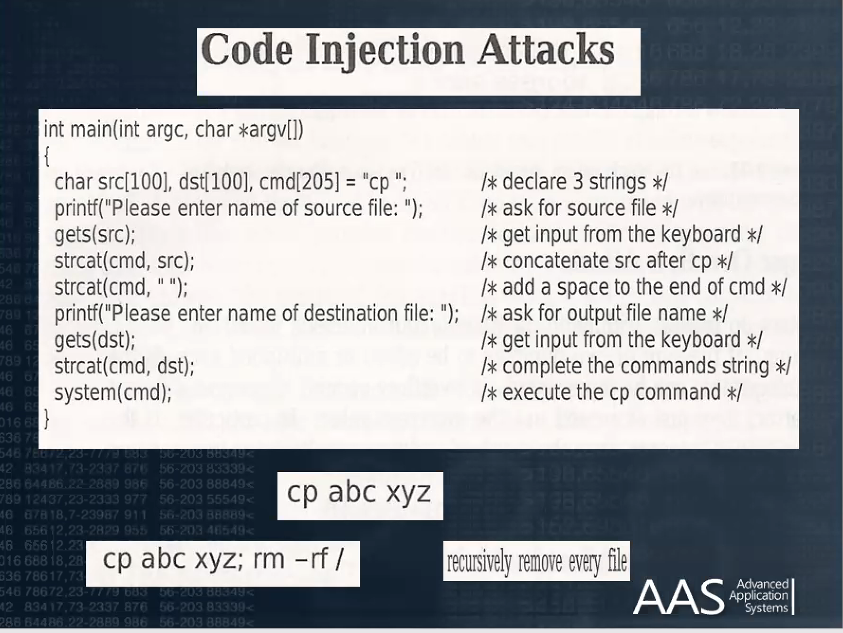 Code Injection Attacks
int main(int argc, char *argv[])
{
char src[100], dst[100], cmd[205] = "cp "; /* declare 3 strings */
printf("Please enter name of source file: "); /* ask for source file */
gets(src); /* get input from the keyboard */
strcat(cmd, src); /* concatenate src after cp */
strcat(cmd, " "); /* add a space to the end of cmd */
printf("Please enter name of destination file: "); /* ask for output file name */
gets(dst); /* get input from the keyboard */
strcat(cmd, dst); /* complete the commands string */
system(cmd); /* execute the cp command */
}
cp abc xyz
cp abc xyz; rm –rf /
recursively remove every file
AAS Advanced
Application
Systems